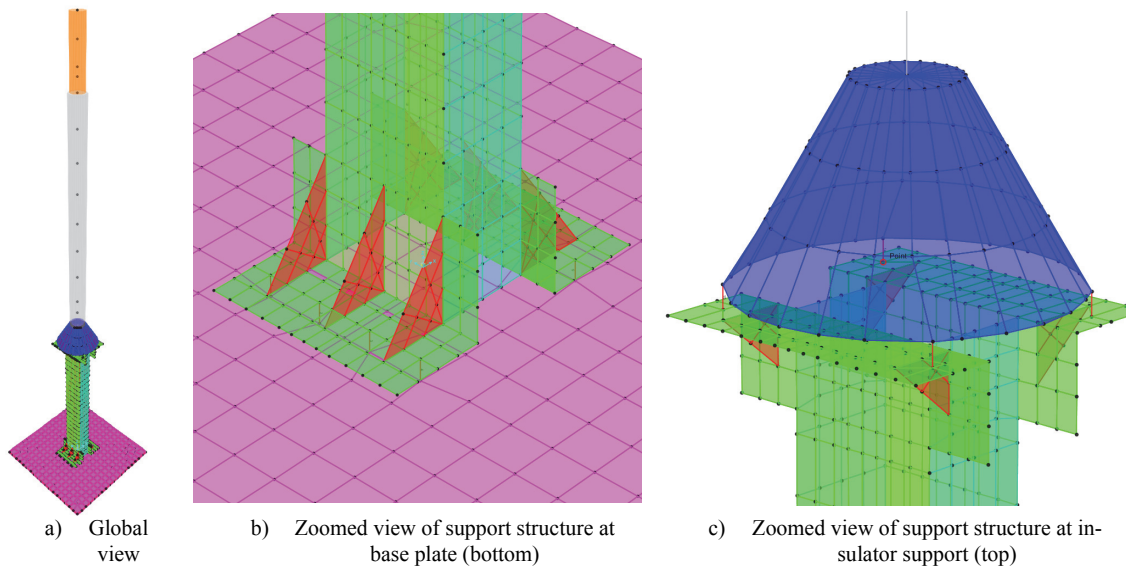 Point
a) Global
view
b) Zoomed view of support structure at
base plate (bottom)
c) Zoomed view of support structure at in-
sulator support (top)